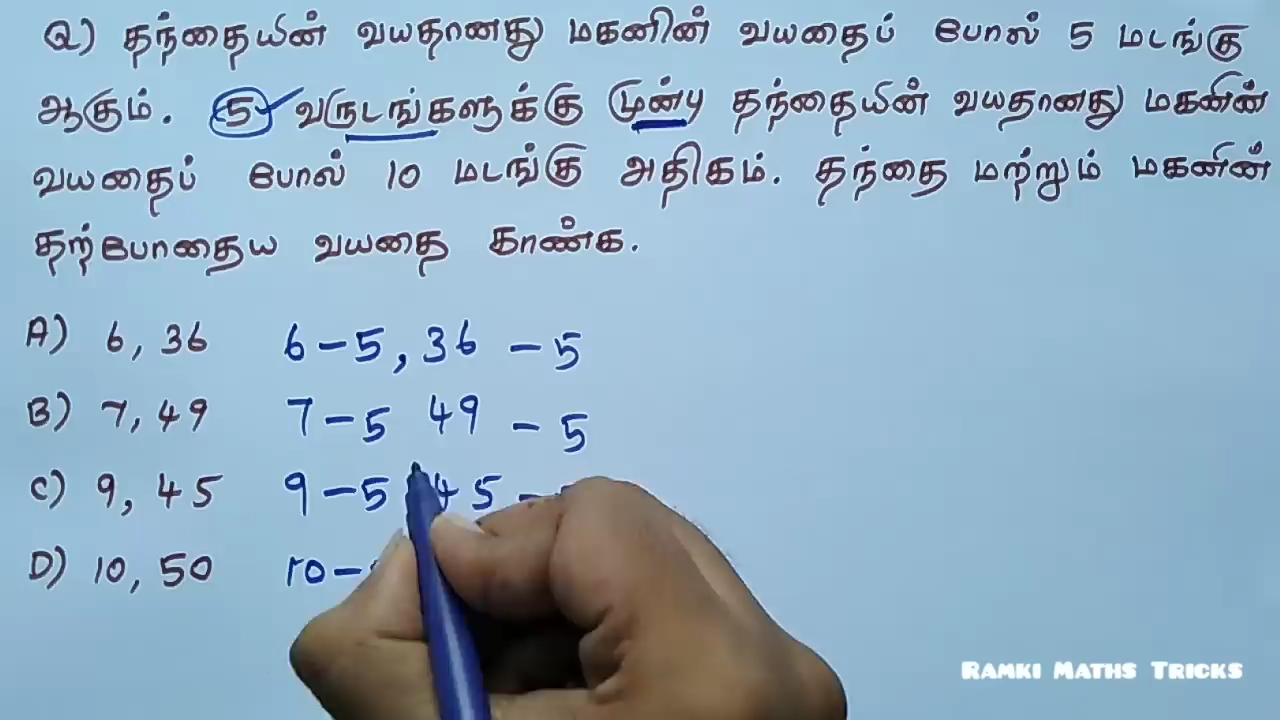 Q) தந்தையின் வயதானது மகனின் வயதைப் போல் 5 மடங்கு
ஆகும். 5 வருடங்களுக்கு முன்பு தந்தையின் வயதானது மகனின்
வயதைப் போல் 10 மடங்கு அதிகம். தந்தை மற்றும் மகனின்
தற்போதைய வயதை காண்க.
A) 6, 36 6-5, 36 - 5
B) 7, 49 7-5 49 - 5
C) 9, 45 9-5 45 -
D) 10, 50 10-
RAMKI MATHS TRICKS